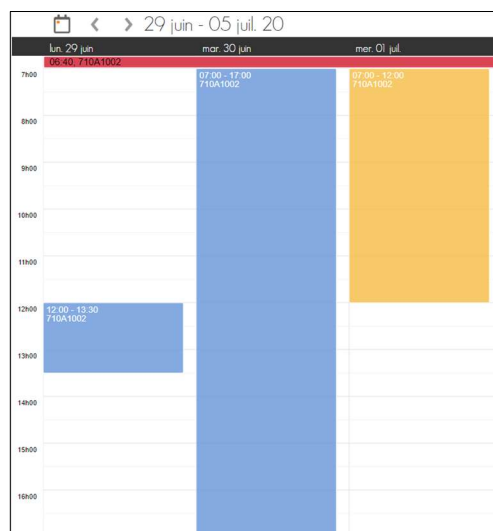 29 juin - 05 juil. 20
lun. 29 juin mar. 30 juin mer. 01 juil.
06:40, 710A1002
7h00
07:00 - 17:00
710A1002
07:00 - 12:00
710A1002
8h00
9h00
10h00
11h00
12h00
12:00 - 13:30
710A1002
13h00
14h00
15h00
16h00